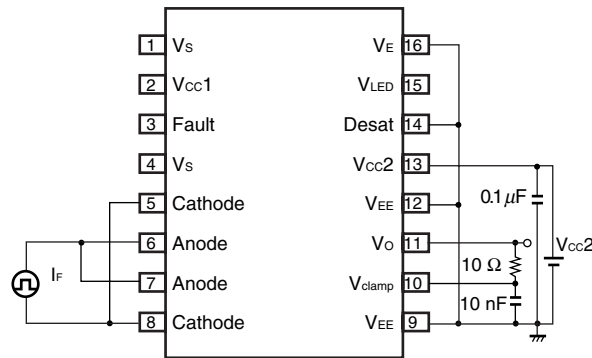 1 Vs VE 16
2 VCC1 VLED 15
3 Fault Desat 14
4 Vs VCC2 13
5 Cathode VEE 12
6 Anode VO 11
7 Anode Vclamp 10
8 Cathode VEE 9
IF
0.1 µF
VCC2
10 Ω
10 nF